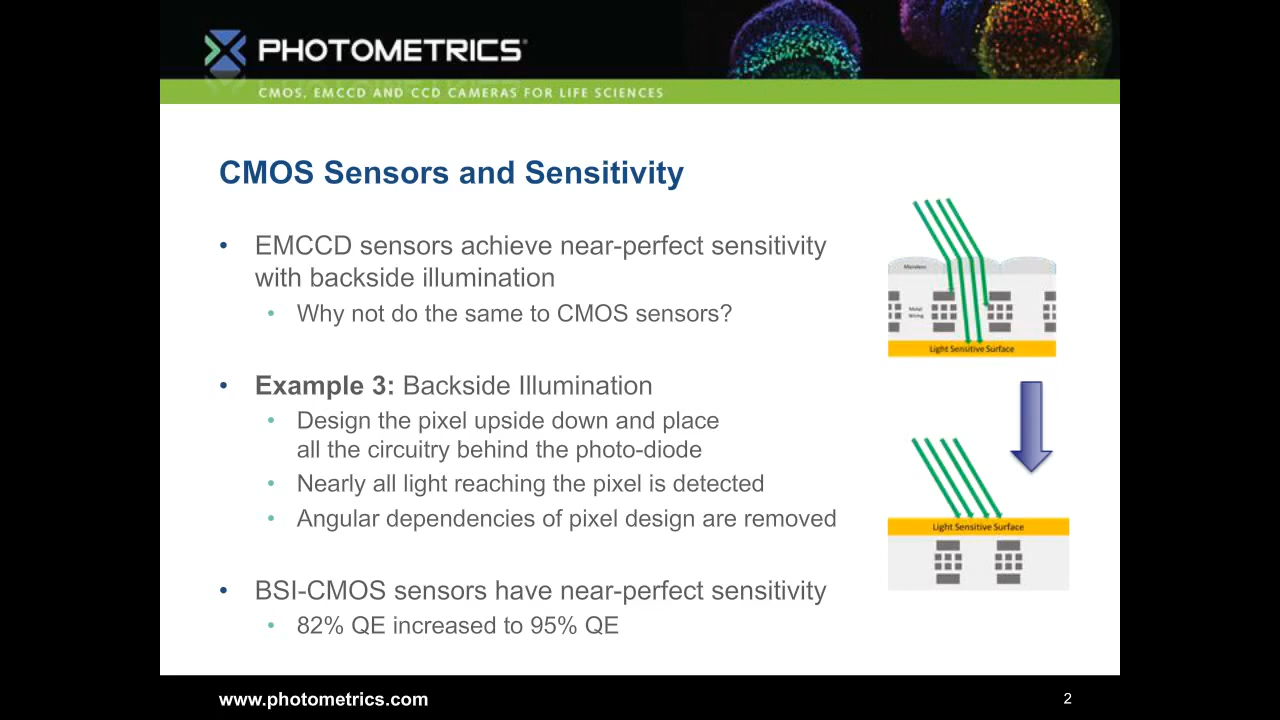 PHOTOMETRICS®
CMOS, EMCCD AND CCD CAMERAS FOR LIFE SCIENCES
CMOS Sensors and Sensitivity
• EMCCD sensors achieve near-perfect sensitivity
with backside illumination
• Why not do the same to CMOS sensors?
• Example 3: Backside Illumination
• Design the pixel upside down and place
all the circuitry behind the photo-diode
• Nearly all light reaching the pixel is detected
• Angular dependencies of pixel design are removed
• BSI-CMOS sensors have near-perfect sensitivity
• 82% QE increased to 95% QE
Metal
Wiring
Light Sensitive Surface
Light Sensitive Surface
www.photometrics.com
2